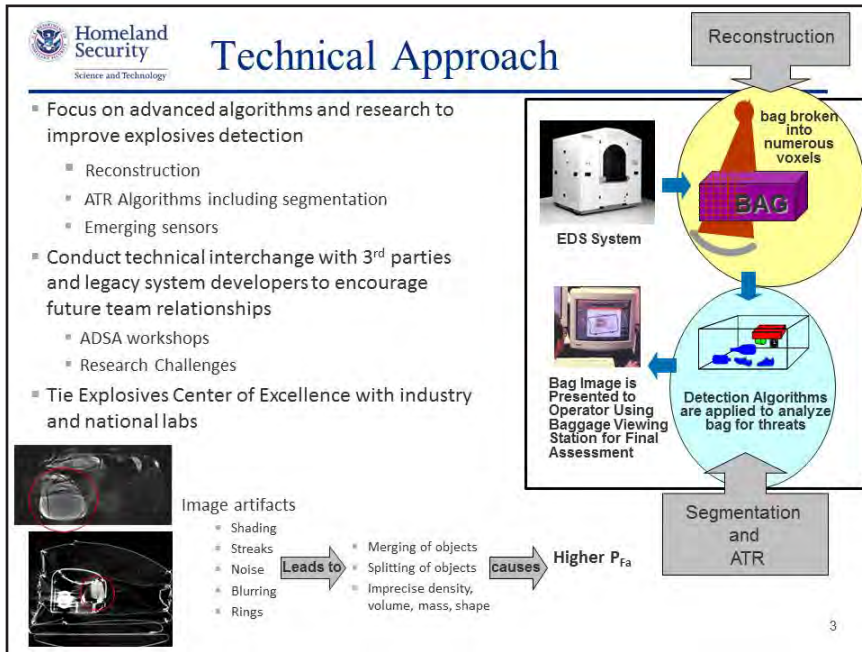 Homeland
Security
Science and Technology
Technical Approach
Reconstruction
▪ Focus on advanced algorithms and research to
improve explosives detection
▪ Reconstruction
▪ ATR Algorithms including segmentation
▪ Emerging sensors
▪ Conduct technical interchange with 3rd parties
and legacy system developers to encourage
future team relationships
▪ ADSA workshops
▪ Research Challenges
▪ Tie Explosives Center of Excellence with industry
and national labs
EDS System
bag broken
into
numerous
voxels
BAG
Bag Image is
Presented to
Operator Using
Baggage Viewing
Station for Final
Assessment
Detection Algorithms
are applied to analyze
bag for threats
Segmentation
and
ATR
Image artifacts
▪ Shading
▪ Streaks
▪ Noise
▪ Blurring
▪ Rings
Leads to
▪ Merging of objects
▪ Splitting of objects
▪ Imprecise density,
volume, mass, shape
causes
Higher PFa
3